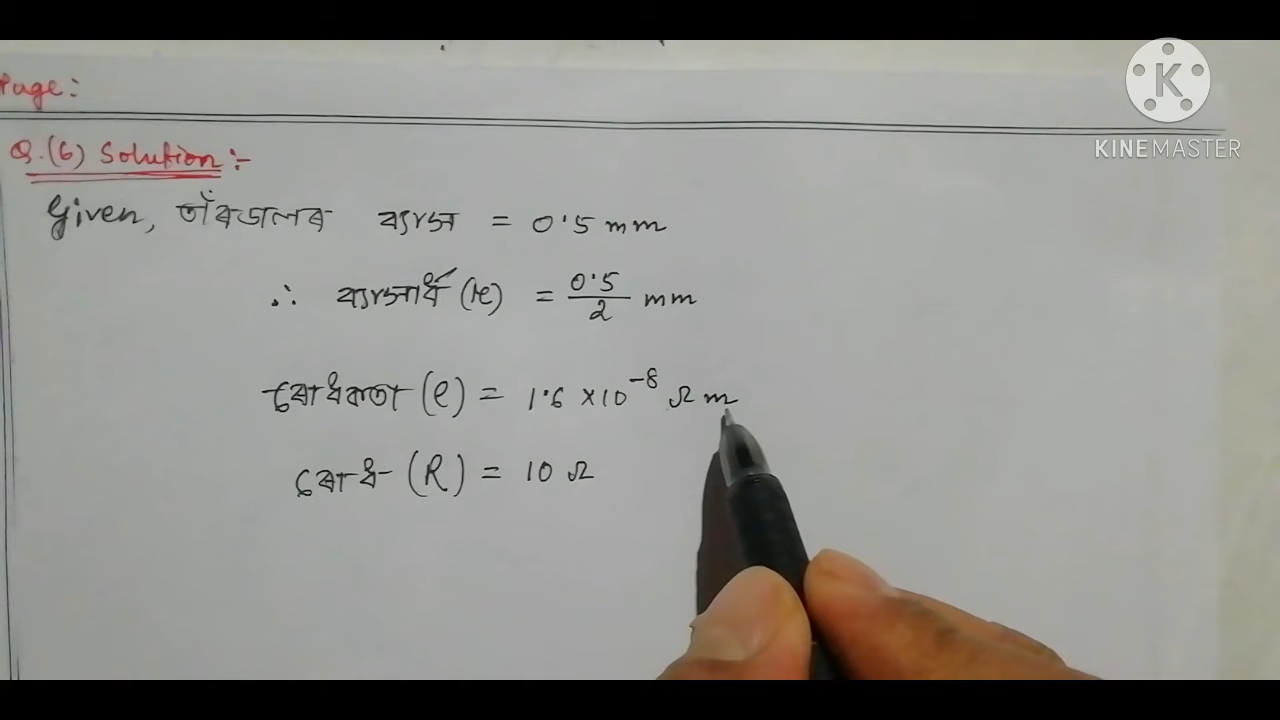 Page:
KINEMASTER
Q.(6) Solution:-
Given, তাঁৰডালৰ ব্যাস = 0.5 mm
∴ ব্যাসাৰ্ধ (r) = 0.5/2 mm
ৰোধকতা (ρ) = 1.6 ×10⁻⁸ Ω m
ৰোধ (R) = 10 Ω